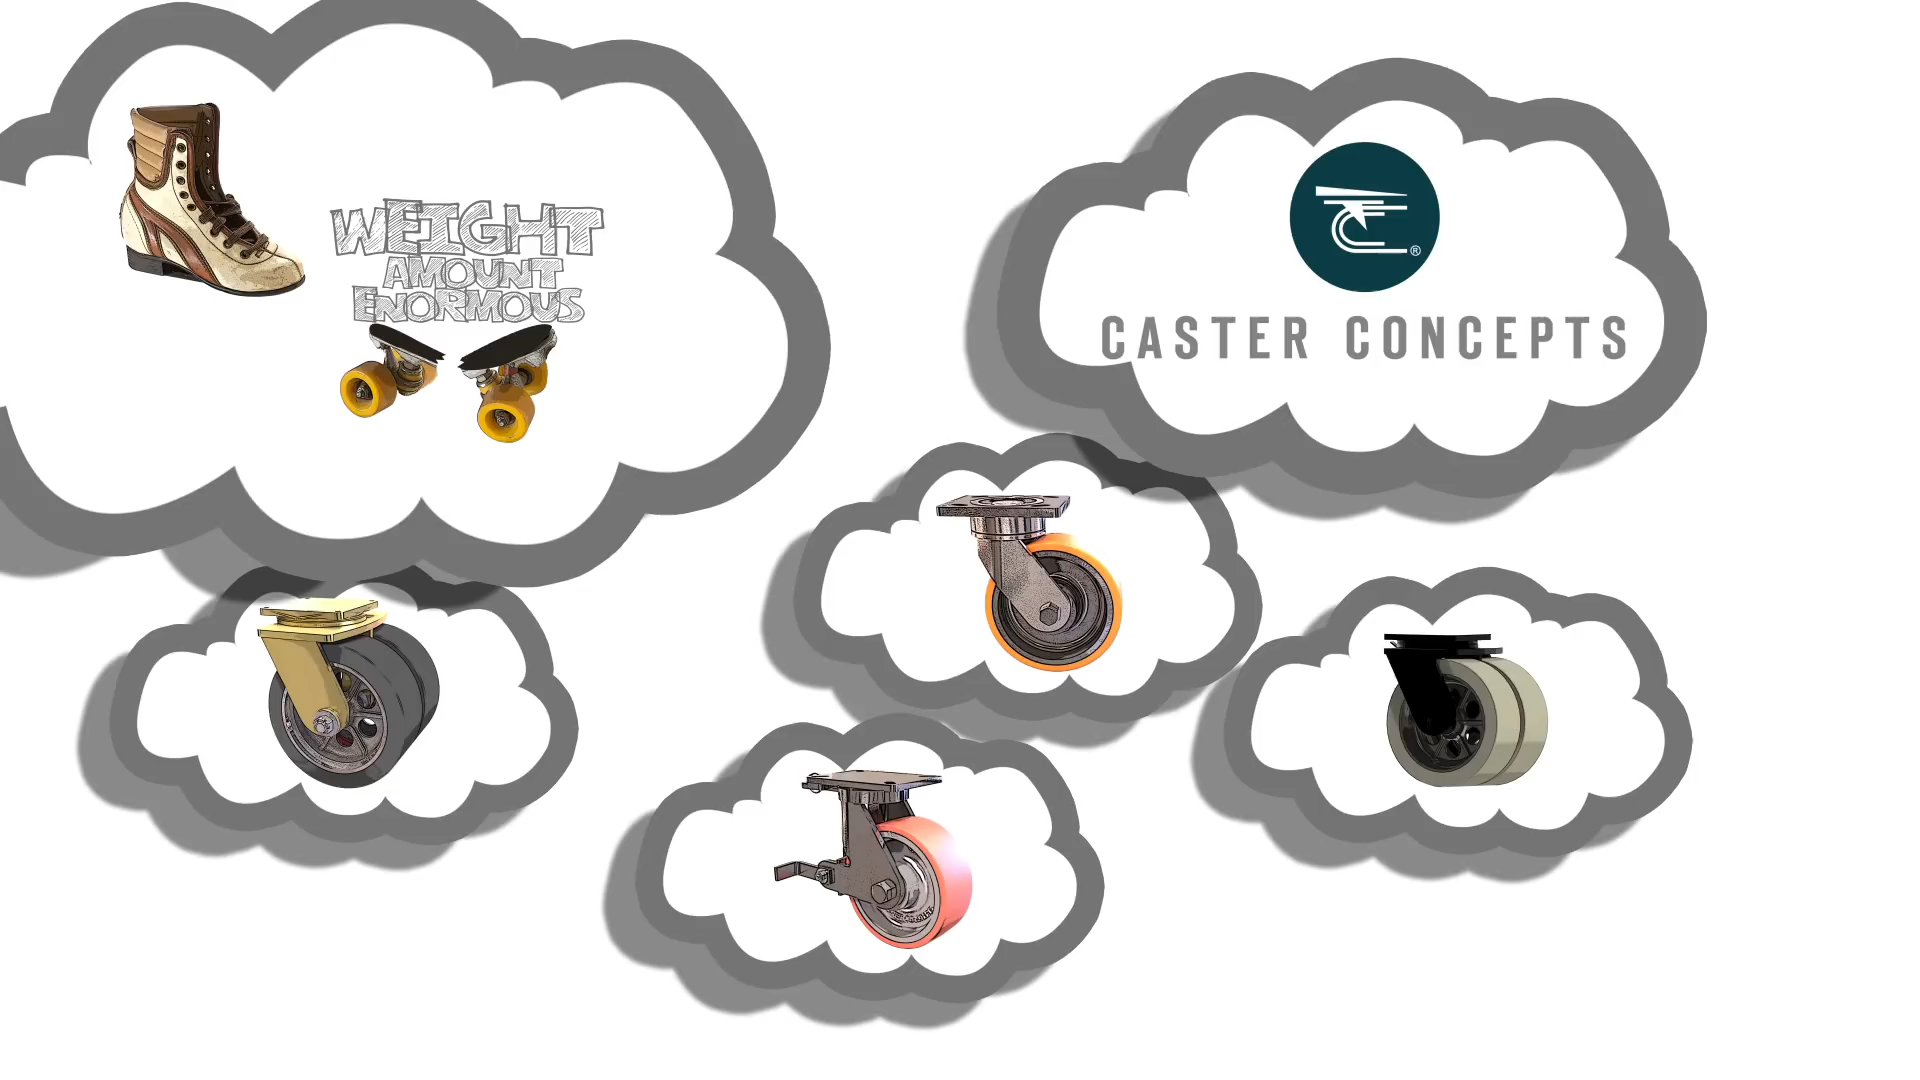 WEIGHT
AMOUNT
ENORMOUS
®
CASTER CONCEPTS